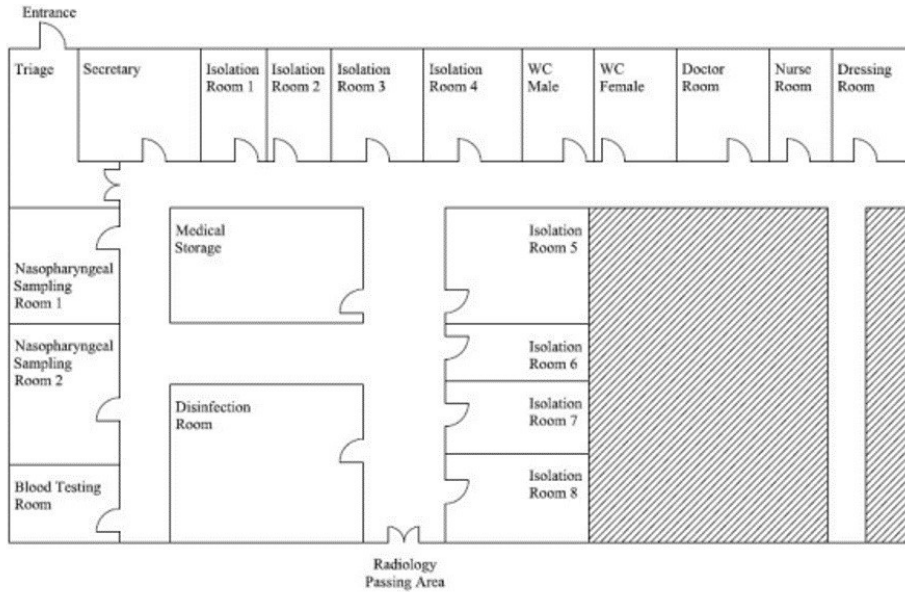 Entrance
Triage
Secretary
Isolation
Room 1
Isolation
Room 2
Isolation
Room 3
Isolation
Room 4
WC
Male
WC
Female
Doctor
Room
Nurse
Room
Dressing
Room
Medical
Storage
Isolation
Room 5
Nasopharyngeal
Sampling
Room 1
Nasopharyngeal
Sampling
Room 2
Isolation
Room 6
Disinfection
Room
Isolation
Room 7
Blood Testing
Room
Isolation
Room 8
Radiology
Passing Area